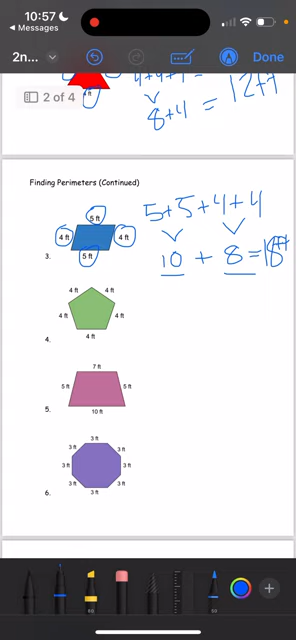 10:57
Messages
2n...
Done
4+4+4 =
ft
2 of 4
8+4 = 12ft
Finding Perimeters (Continued)
5 ft
4 ft 4 ft
5 ft
3.
5+5+4+4
10 + 8 = 18ft
4 ft 4 ft
4 ft 4 ft
4 ft
4.
7 ft
5 ft 5 ft
10 ft
5.
3 ft
3 ft 3 ft
3 ft 3 ft
3 ft 3 ft
3 ft
6.
80
50